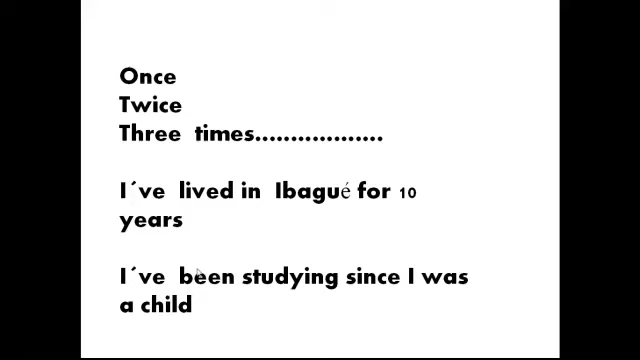 Once
Twice
Three times..................
I´ve lived in Ibagué for 10
years
I´ve been studying since I was
a child